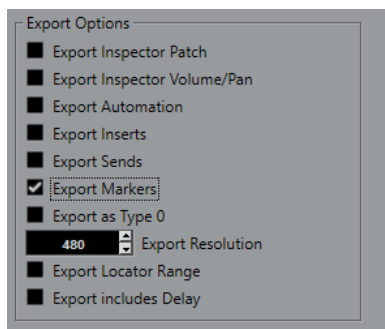 Export Options
Export Inspector Patch
Export Inspector Volume/Pan
Export Automation
Export Inserts
Export Sends
Export Markers
Export as Type 0
480 Export Resolution
Export Locator Range
Export includes Delay